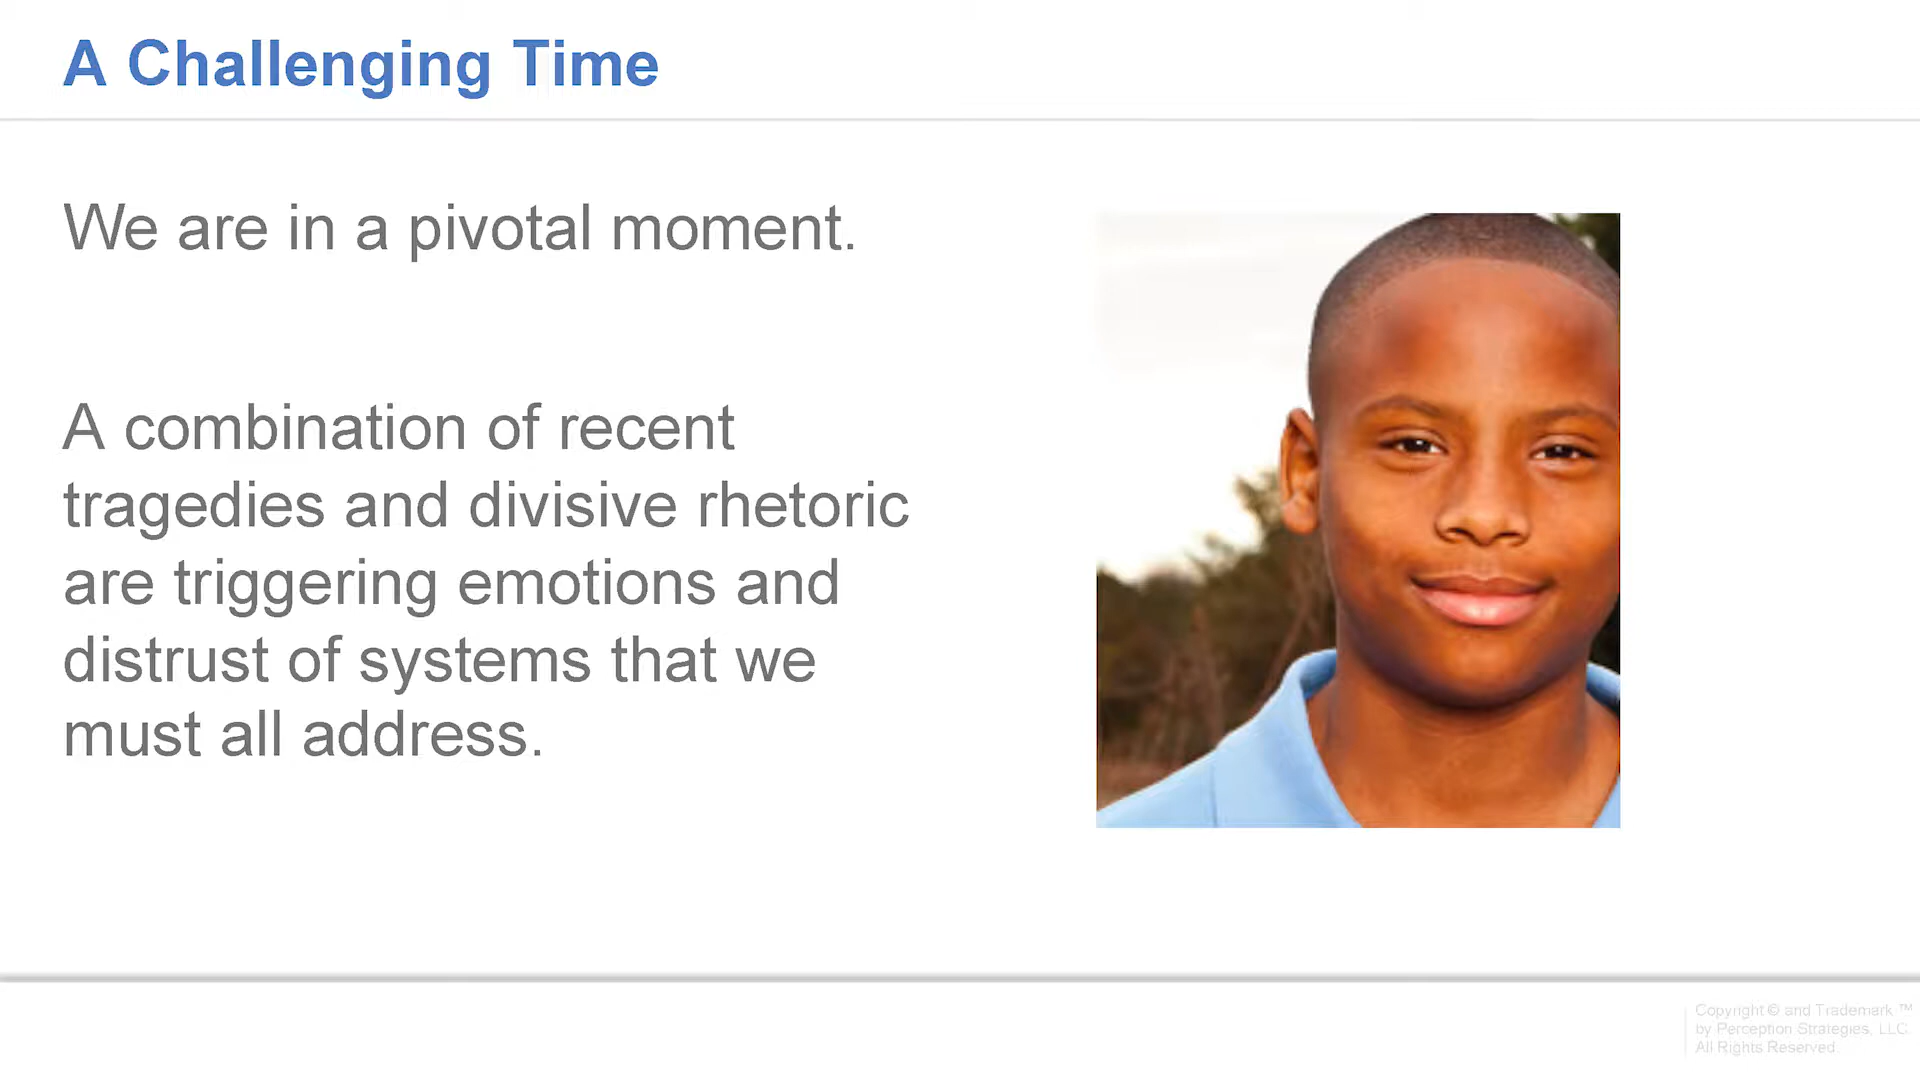 A Challenging Time
We are in a pivotal moment.
A combination of recent
tragedies and divisive rhetoric
are triggering emotions and
distrust of systems that we
must all address.
Copyright © and Trademark ™
by Perception Strategies, LLC.
All Rights Reserved.